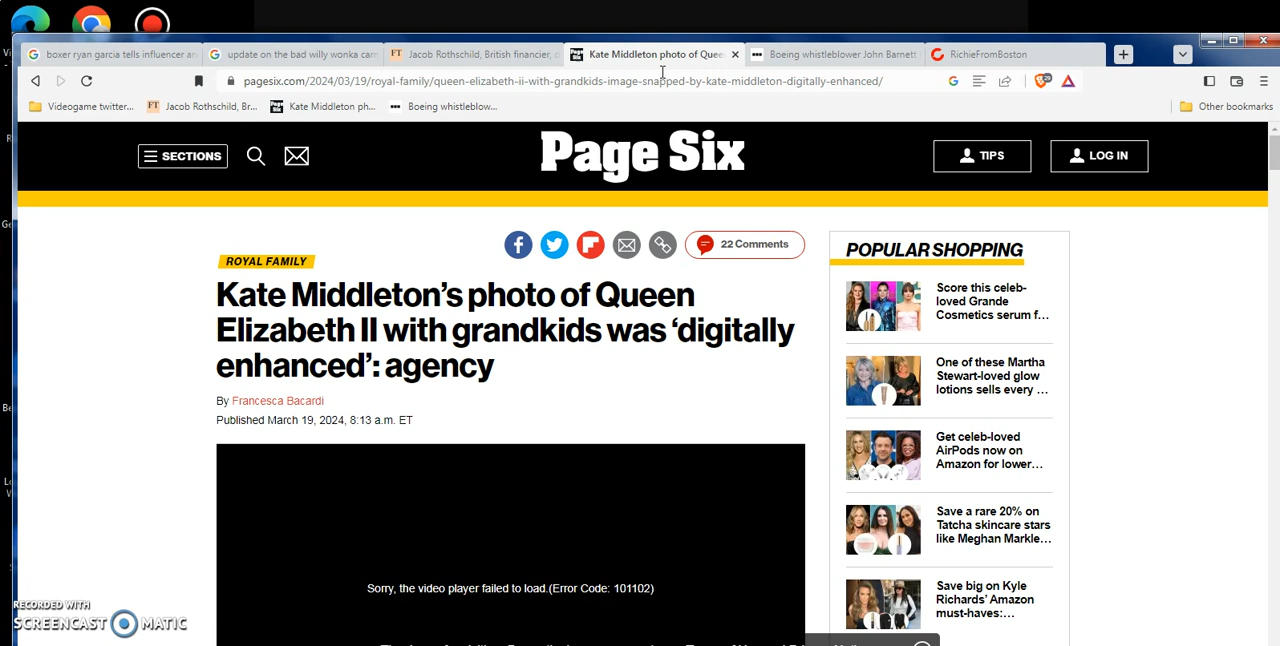 boxer ryan garcia tells influencer an
update on the bad willy wonka cam
FT Jacob Rothschild, British financier, c
Kate Middleton photo of Quee
Boeing whistleblower John Barnett
RichieFromBoston
pagesix.com/2024/03/19/royal-family/queen-elizabeth-ii-with-grandkids-image-snapped-by-kate-middleton-digitally-enhanced/
Videogame twitter...
FT Jacob Rothschild, Br...
Kate Middleton ph...
Boeing whistleblow...
Other bookmarks
SECTIONS
Page Six
TIPS
LOG IN
22 Comments
ROYAL FAMILY
Kate Middleton’s photo of Queen
Elizabeth II with grandkids was ‘digitally
enhanced’: agency
By Francesca Bacardi
Published March 19, 2024, 8:13 a.m. ET
Sorry, the video player failed to load.(Error Code: 101102)
POPULAR SHOPPING
Score this celeb-
loved Grande
Cosmetics serum f...
One of these Martha
Stewart-loved glow
lotions sells every ...
Get celeb-loved
AirPods now on
Amazon for lower...
Save a rare 20% on
Tatcha skincare stars
like Meghan Markle...
Save big on Kyle
Richards’ Amazon
must-haves:...
RECORDED WITH
SCREENCAST MATIC